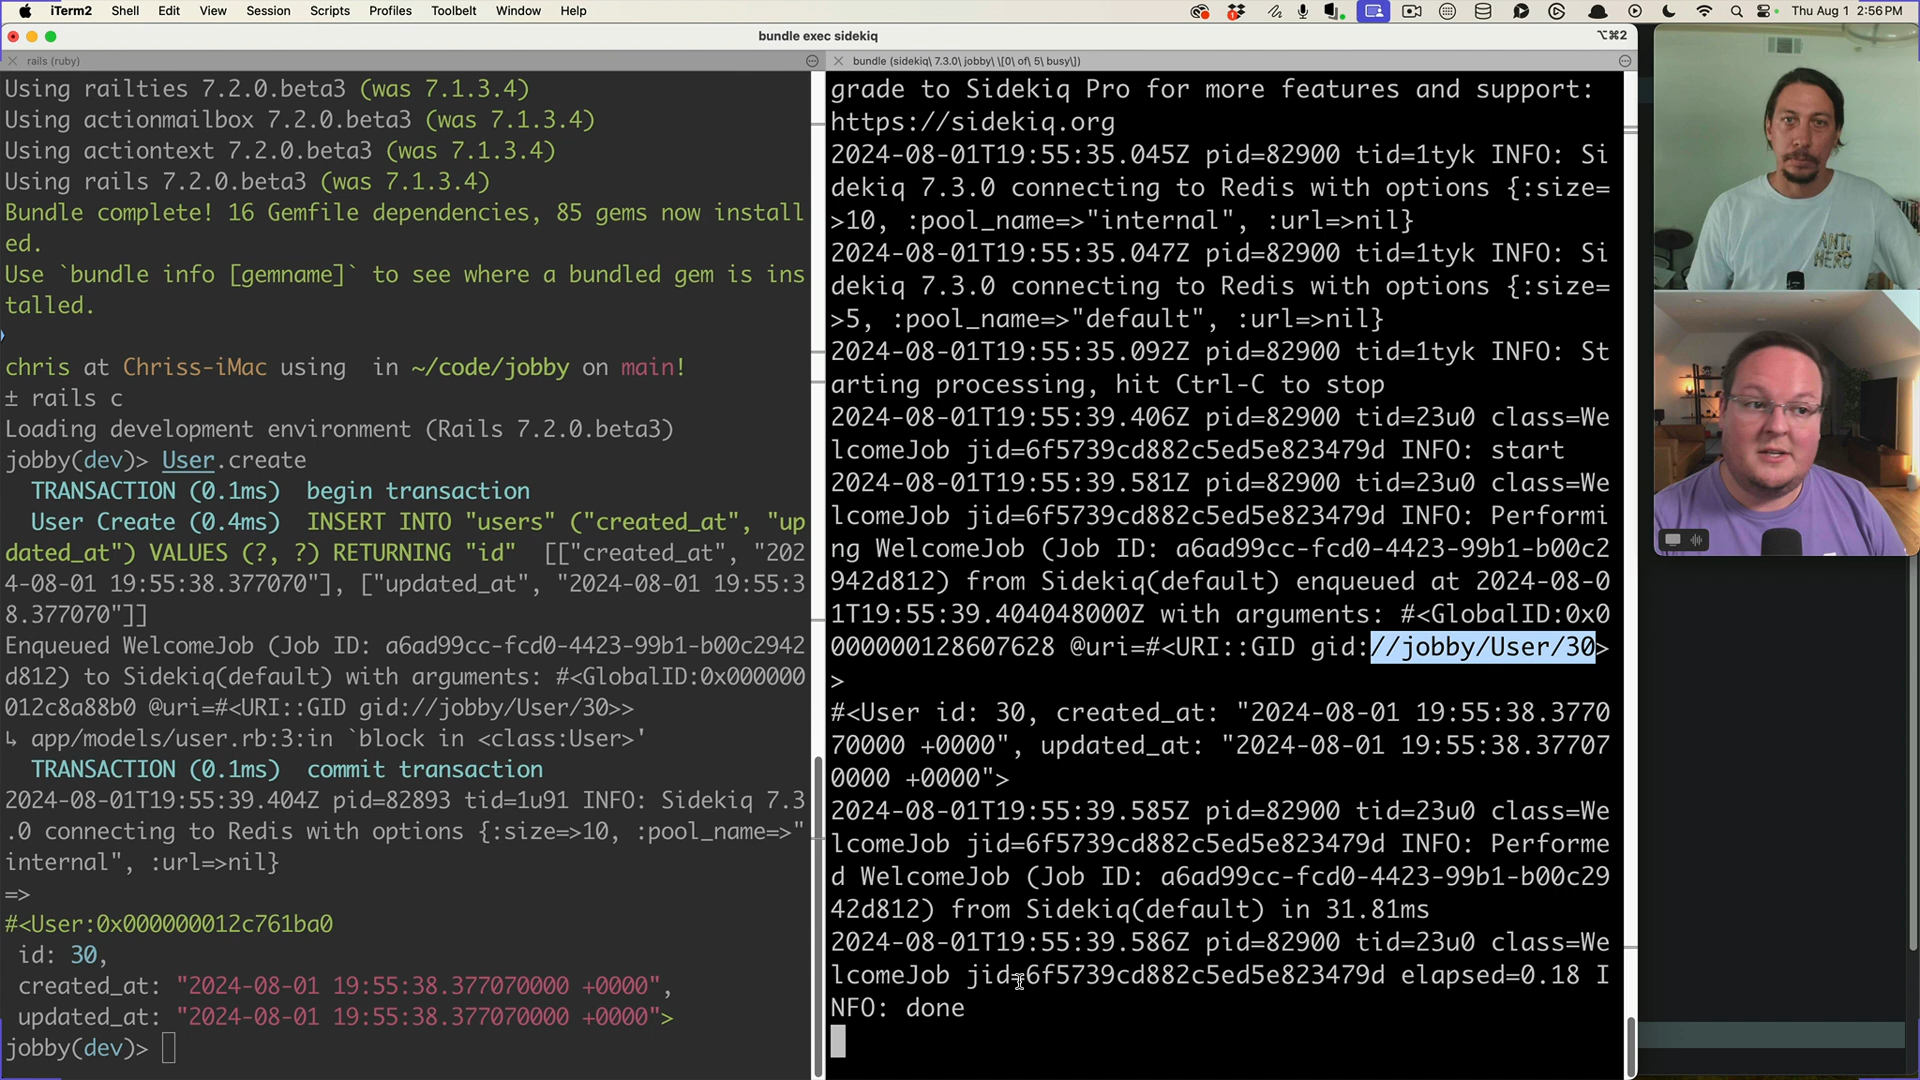 iTerm2 Shell Edit View Session Scripts Profiles Toolbelt Window Help Thu Aug 1 2:56 PM
bundle exec sidekiq ⌥⌘2
rails (ruby)
Using railties 7.2.0.beta3 (was 7.1.3.4)
Using actionmailbox 7.2.0.beta3 (was 7.1.3.4)
Using actiontext 7.2.0.beta3 (was 7.1.3.4)
Using rails 7.2.0.beta3 (was 7.1.3.4)
Bundle complete! 16 Gemfile dependencies, 85 gems now install
ed.
Use `bundle info [gemname]` to see where a bundled gem is ins
talled.
chris at Chriss-iMac using  in ~/code/jobby on main!
± rails c
Loading development environment (Rails 7.2.0.beta3)
jobby(dev)> User.create
  TRANSACTION (0.1ms)  begin transaction
  User Create (0.4ms)  INSERT INTO "users" ("created_at", "up
dated_at") VALUES (?, ?) RETURNING "id"  [["created_at", "202
4-08-01 19:55:38.377070"], ["updated_at", "2024-08-01 19:55:3
8.377070"]]
Enqueued WelcomeJob (Job ID: a6ad99cc-fcd0-4423-99b1-b00c2942
d812) to Sidekiq(default) with arguments: #<GlobalID:0x000000
012c8a88b0 @uri=#<URI::GID gid://jobby/User/30>>
↳ app/models/user.rb:3:in `block in <class:User>'
  TRANSACTION (0.1ms)  commit transaction
2024-08-01T19:55:39.404Z pid=82893 tid=1u91 INFO: Sidekiq 7.3
.0 connecting to Redis with options {:size=>10, :pool_name=>"
internal", :url=>nil}
=>
#<User:0x000000012c761ba0
 id: 30,
 created_at: "2024-08-01 19:55:38.377070000 +0000",
 updated_at: "2024-08-01 19:55:38.377070000 +0000">
jobby(dev)>
bundle (sidekiq\ 7.3.0\ jobby\ \[0\ of\ 5\ busy\])
grade to Sidekiq Pro for more features and support:
https://sidekiq.org
2024-08-01T19:55:35.045Z pid=82900 tid=1tyk INFO: Si
dekiq 7.3.0 connecting to Redis with options {:size=
>10, :pool_name=>"internal", :url=>nil}
2024-08-01T19:55:35.047Z pid=82900 tid=1tyk INFO: Si
dekiq 7.3.0 connecting to Redis with options {:size=
>5, :pool_name=>"default", :url=>nil}
2024-08-01T19:55:35.092Z pid=82900 tid=1tyk INFO: St
arting processing, hit Ctrl-C to stop
2024-08-01T19:55:39.406Z pid=82900 tid=23u0 class=We
lcomeJob jid=6f5739cd882c5ed5e823479d INFO: start
2024-08-01T19:55:39.581Z pid=82900 tid=23u0 class=We
lcomeJob jid=6f5739cd882c5ed5e823479d INFO: Performi
ng WelcomeJob (Job ID: a6ad99cc-fcd0-4423-99b1-b00c2
942d812) from Sidekiq(default) enqueued at 2024-08-0
1T19:55:39.404048000Z with arguments: #<GlobalID:0x0
000000128607628 @uri=#<URI::GID gid://jobby/User/30>
>
#<User id: 30, created_at: "2024-08-01 19:55:38.3770
70000 +0000", updated_at: "2024-08-01 19:55:38.37707
0000 +0000">
2024-08-01T19:55:39.585Z pid=82900 tid=23u0 class=We
lcomeJob jid=6f5739cd882c5ed5e823479d INFO: Performe
d WelcomeJob (Job ID: a6ad99cc-fcd0-4423-99b1-b00c29
42d812) from Sidekiq(default) in 31.81ms
2024-08-01T19:55:39.586Z pid=82900 tid=23u0 class=We
lcomeJob jid=6f5739cd882c5ed5e823479d elapsed=0.18 I
NFO: done
ANTI
HERO